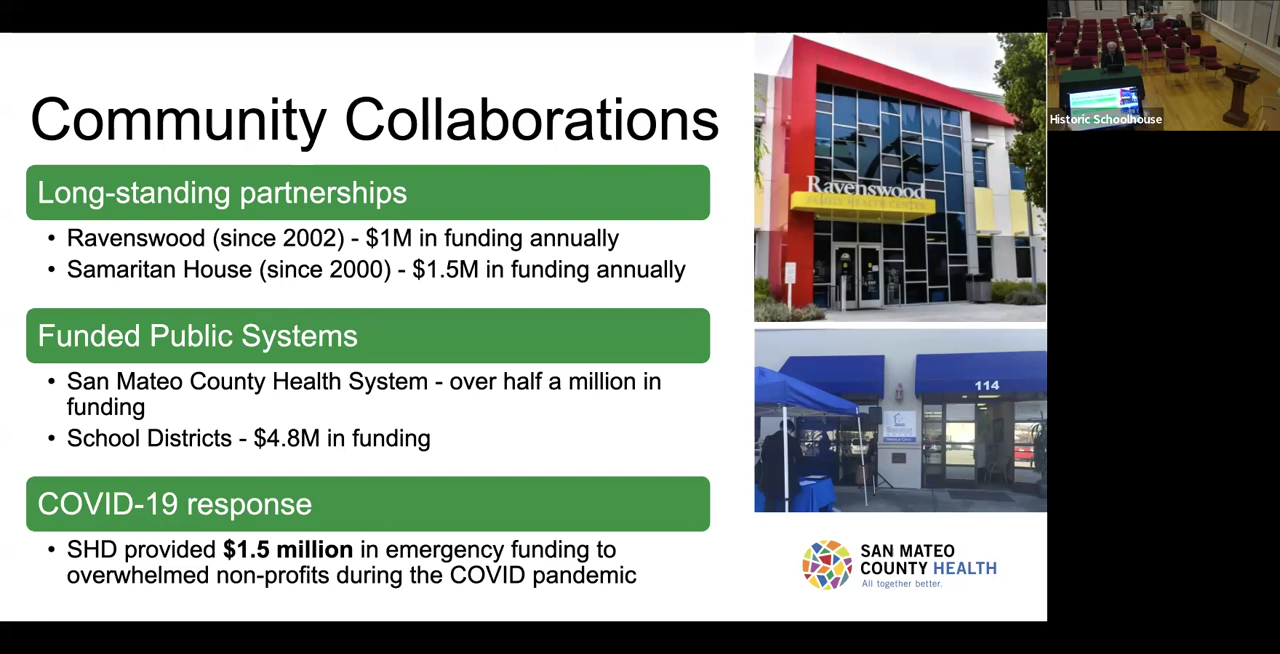 Community Collaborations
Long-standing partnerships
• Ravenswood (since 2002) - $1M in funding annually
• Samaritan House (since 2000) - $1.5M in funding annually
Funded Public Systems
• San Mateo County Health System - over half a million in
funding
• School Districts - $4.8M in funding
COVID-19 response
• SHD provided $1.5 million in emergency funding to
overwhelmed non-profits during the COVID pandemic
Ravenswood
FAMILY HEALTH CENTER
114
SAN MATEO
COUNTY HEALTH
All together better.
Historic Schoolhouse